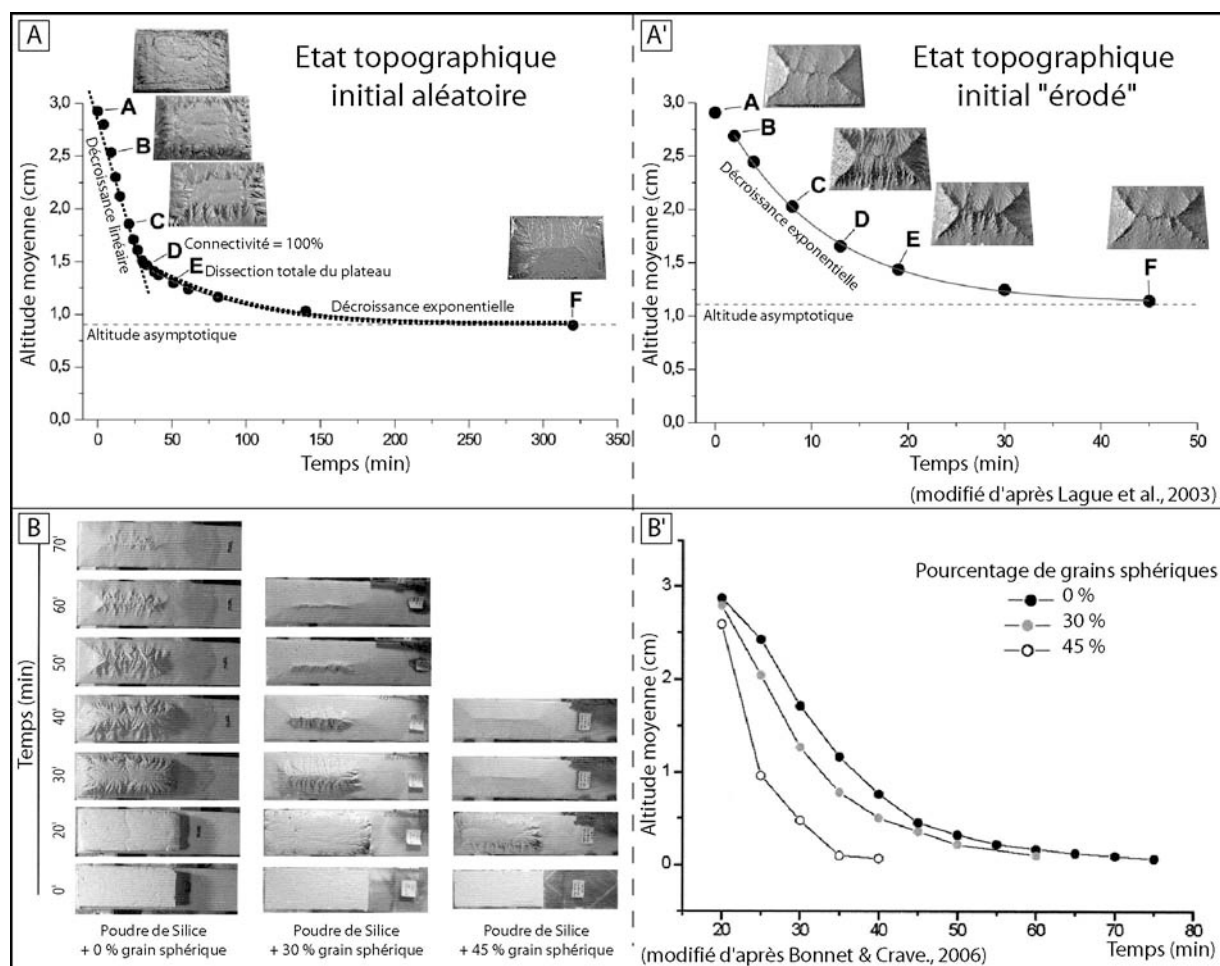 A
Etat topographique
initial aléatoire
3,0
2,5
2,0
1,5
1,0
0,5
0,0
Altitude moyenne (cm)
A
B
C
D
E
F
Décroissance linéaire
Connectivité = 100%
Dissection totale du plateau
Décroissance exponentielle
Altitude asymptotique
0
50
100
150
200
250
300
350
Temps (min)
A'
Etat topographique
initial "érodé"
3,0
2,5
2,0
1,5
1,0
0,5
0,0
Altitude moyenne (cm)
A
B
C
D
E
F
Décroissance exponentielle
Altitude asymptotique
0
10
20
30
40
50
Temps (min)
(modifié d'après Lague et al., 2003)
B
Temps (min)
70'
60'
50'
40'
30'
20'
0'
Poudre de Silice
+ 0 % grain sphérique
Poudre de Silice
+ 30 % grain sphérique
Poudre de Silice
+ 45 % grain sphérique
B'
Pourcentage de grains sphériques
0 %
30 %
45 %
3
2
1
0
Altitude moyenne (cm)
20
30
40
50
60
70
80
Temps (min)
(modifié d'après Bonnet & Crave., 2006)